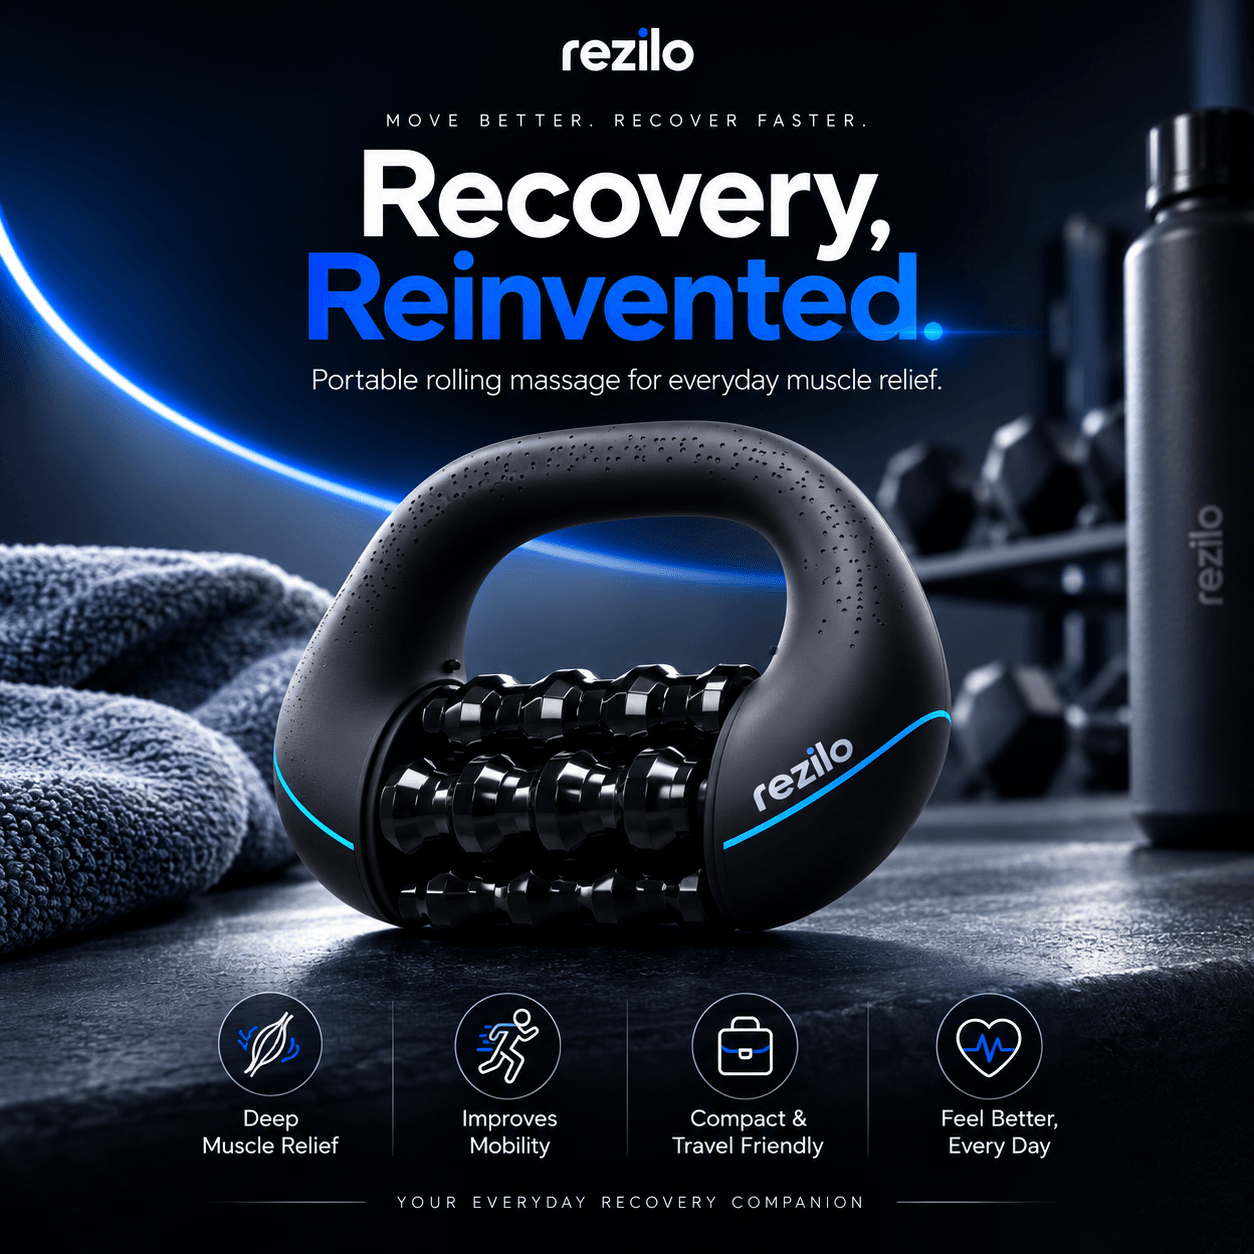 rezilo
MOVE BETTER. RECOVER FASTER.
Recovery,
Reinvented.
Portable rolling massage for everyday muscle relief.
rezilo
rezilo
Deep
Muscle Relief
Improves
Mobility
Compact &
Travel Friendly
Feel Better,
Every Day
YOUR EVERYDAY RECOVERY COMPANION